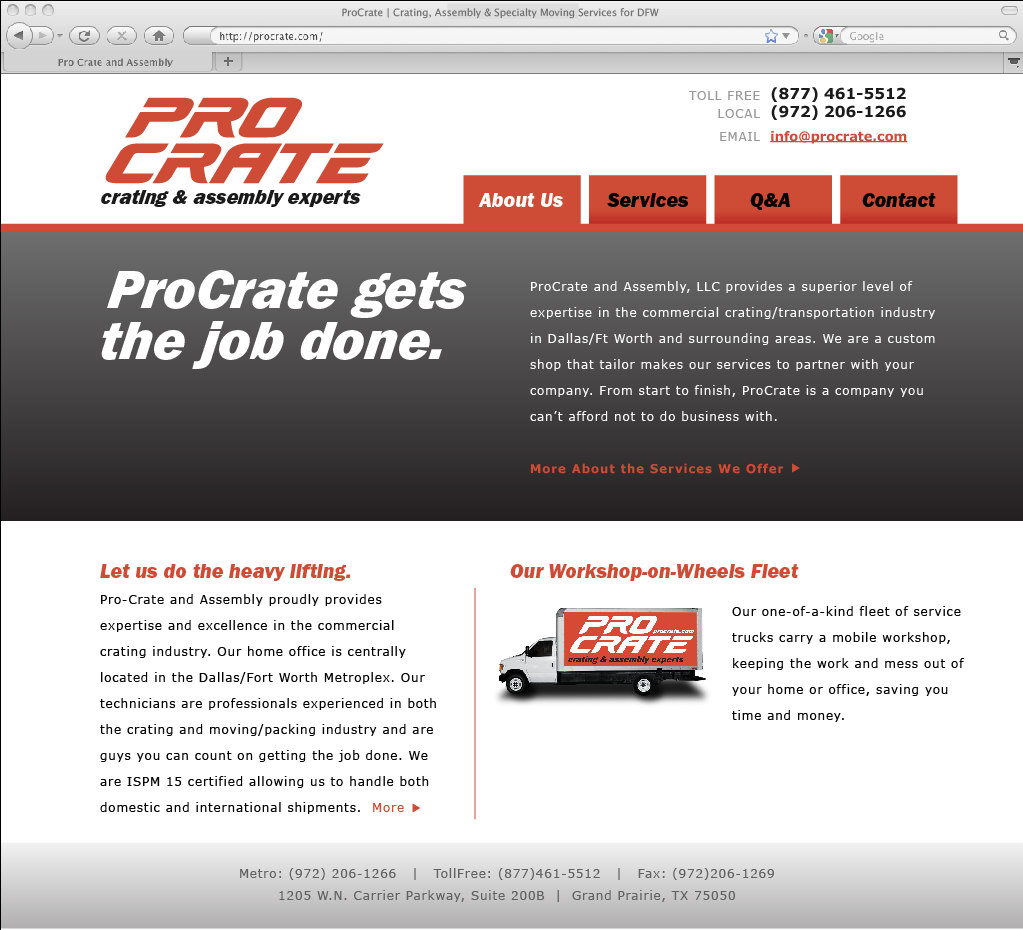 ProCrate | Crating, Assembly & Specialty Moving Services for DFW
http://procrate.com/
Google
Pro Crate and Assembly
TOLL FREE (877) 461-5512
LOCAL (972) 206-1266
EMAIL info@procrate.com
PRO
CRATE
crating & assembly experts
About Us
Services
Q&A
Contact
ProCrate gets
the job done.
ProCrate and Assembly, LLC provides a superior level of
expertise in the commercial crating/transportation industry
in Dallas/Ft Worth and surrounding areas. We are a custom
shop that tailor makes our services to partner with your
company. From start to finish, ProCrate is a company you
can’t afford not to do business with.
More About the Services We Offer
Let us do the heavy lifting.
Pro-Crate and Assembly proudly provides
expertise and excellence in the commercial
crating industry. Our home office is centrally
located in the Dallas/Fort Worth Metroplex. Our
technicians are professionals experienced in both
the crating and moving/packing industry and are
guys you can count on getting the job done. We
are ISPM 15 certified allowing us to handle both
domestic and international shipments. More
Our Workshop-on-Wheels Fleet
PRO
procrate.com
CRATE
crating & assembly experts
Our one-of-a-kind fleet of service
trucks carry a mobile workshop,
keeping the work and mess out of
your home or office, saving you
time and money.
Metro: (972) 206-1266 | TollFree: (877)461-5512 | Fax: (972)206-1269
1205 W.N. Carrier Parkway, Suite 200B | Grand Prairie, TX 75050